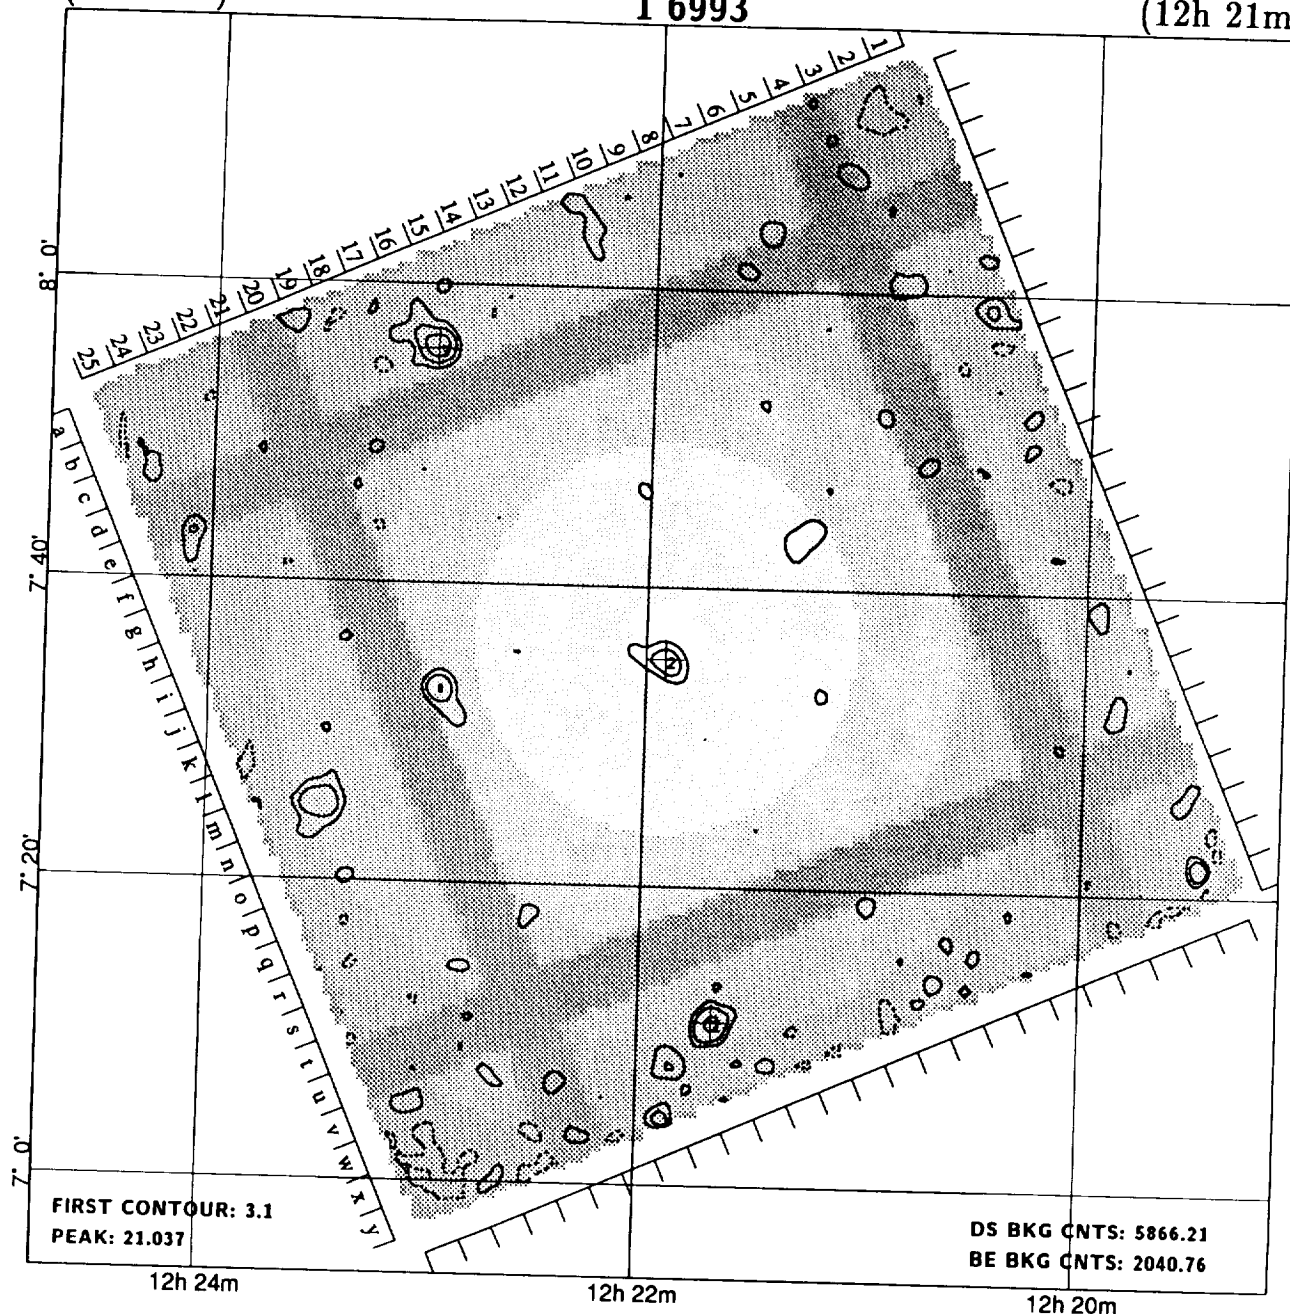 I 6993
(12h 21m
1 2 3 4 5 6 7 8 9 10 11 12 13 14 15 16 17 18 19 20 21 22 23 24 25
8° 0'
7° 40'
7° 20'
7° 0'
a b c d e f g h i j k l m n o p q r s t u v w x y
2
FIRST CONTOUR: 3.1
PEAK: 21.037
DS BKG CNTS: 5866.21
BE BKG CNTS: 2040.76
12h 24m
12h 22m
12h 20m